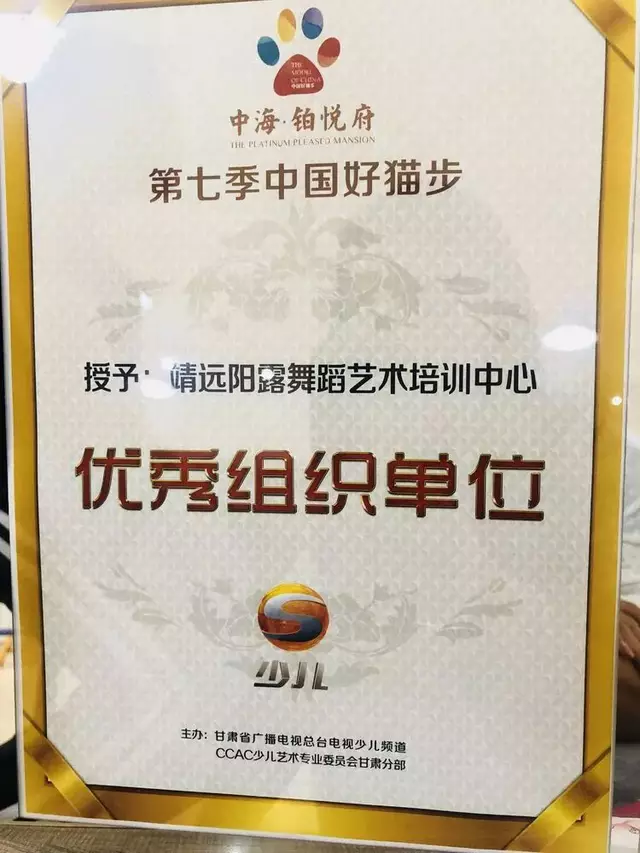 THE
MODEL
OF CHINA
中国好猫步
中海·铂悦府
THE PLATINUM PLEASED MANSION
第七季中国好猫步
授予：靖远阳露舞蹈艺术培训中心
优秀组织单位
少儿
主办：甘肃省广播电视总台电视少儿频道
CCAC少儿艺术专业委员会甘肃分部